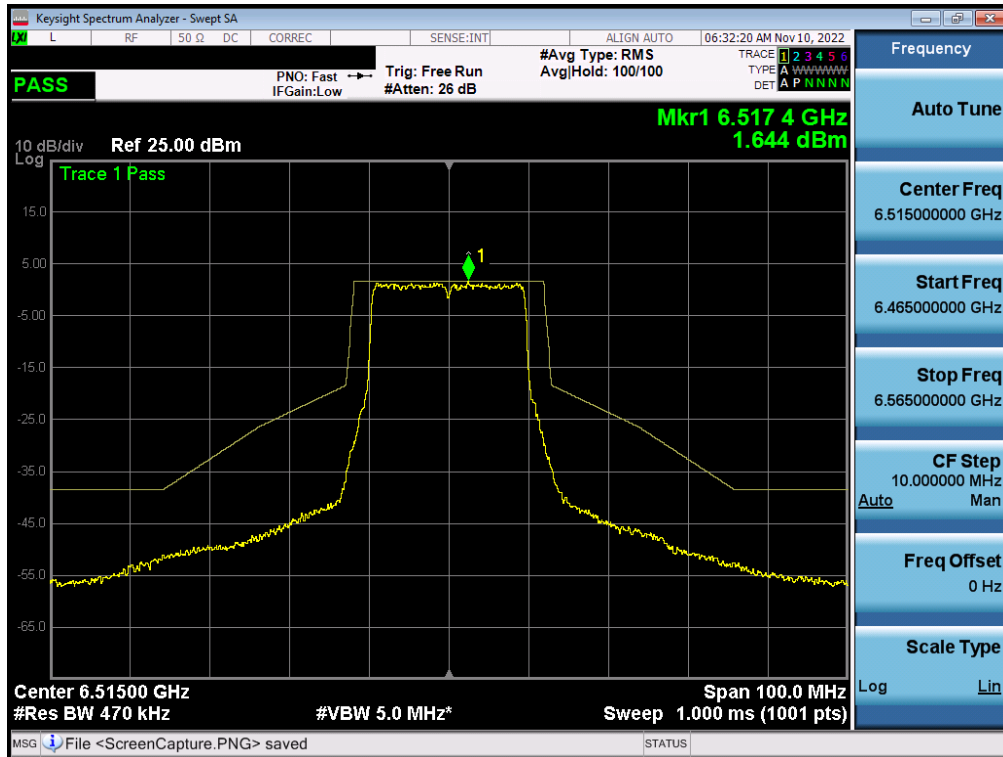 Keysight Spectrum Analyzer - Swept SA
LXI L RF 50 Ω DC CORREC SENSE:INT ALIGN AUTO 06:32:20 AM Nov 10, 2022
PASS
PNO: Fast
IFGain:Low
Trig: Free Run
#Atten: 26 dB
#Avg Type: RMS
Avg|Hold: 100/100
TRACE 1 2 3 4 5 6
TYPE A WWWWW
DET A P N N N N
Mkr1 6.517 4 GHz
1.644 dBm
10 dB/div Ref 25.00 dBm
Log
Trace 1 Pass
1
15.0
5.00
-5.00
-15.0
-25.0
-35.0
-45.0
-55.0
-65.0
Center 6.51500 GHz Span 100.0 MHz
#Res BW 470 kHz #VBW 5.0 MHz* Sweep 1.000 ms (1001 pts)
MSG File <ScreenCapture.PNG> saved STATUS
Frequency
Auto Tune
Center Freq
6.515000000 GHz
Start Freq
6.465000000 GHz
Stop Freq
6.565000000 GHz
CF Step
10.000000 MHz
Auto Man
Freq Offset
0 Hz
Scale Type
Log Lin